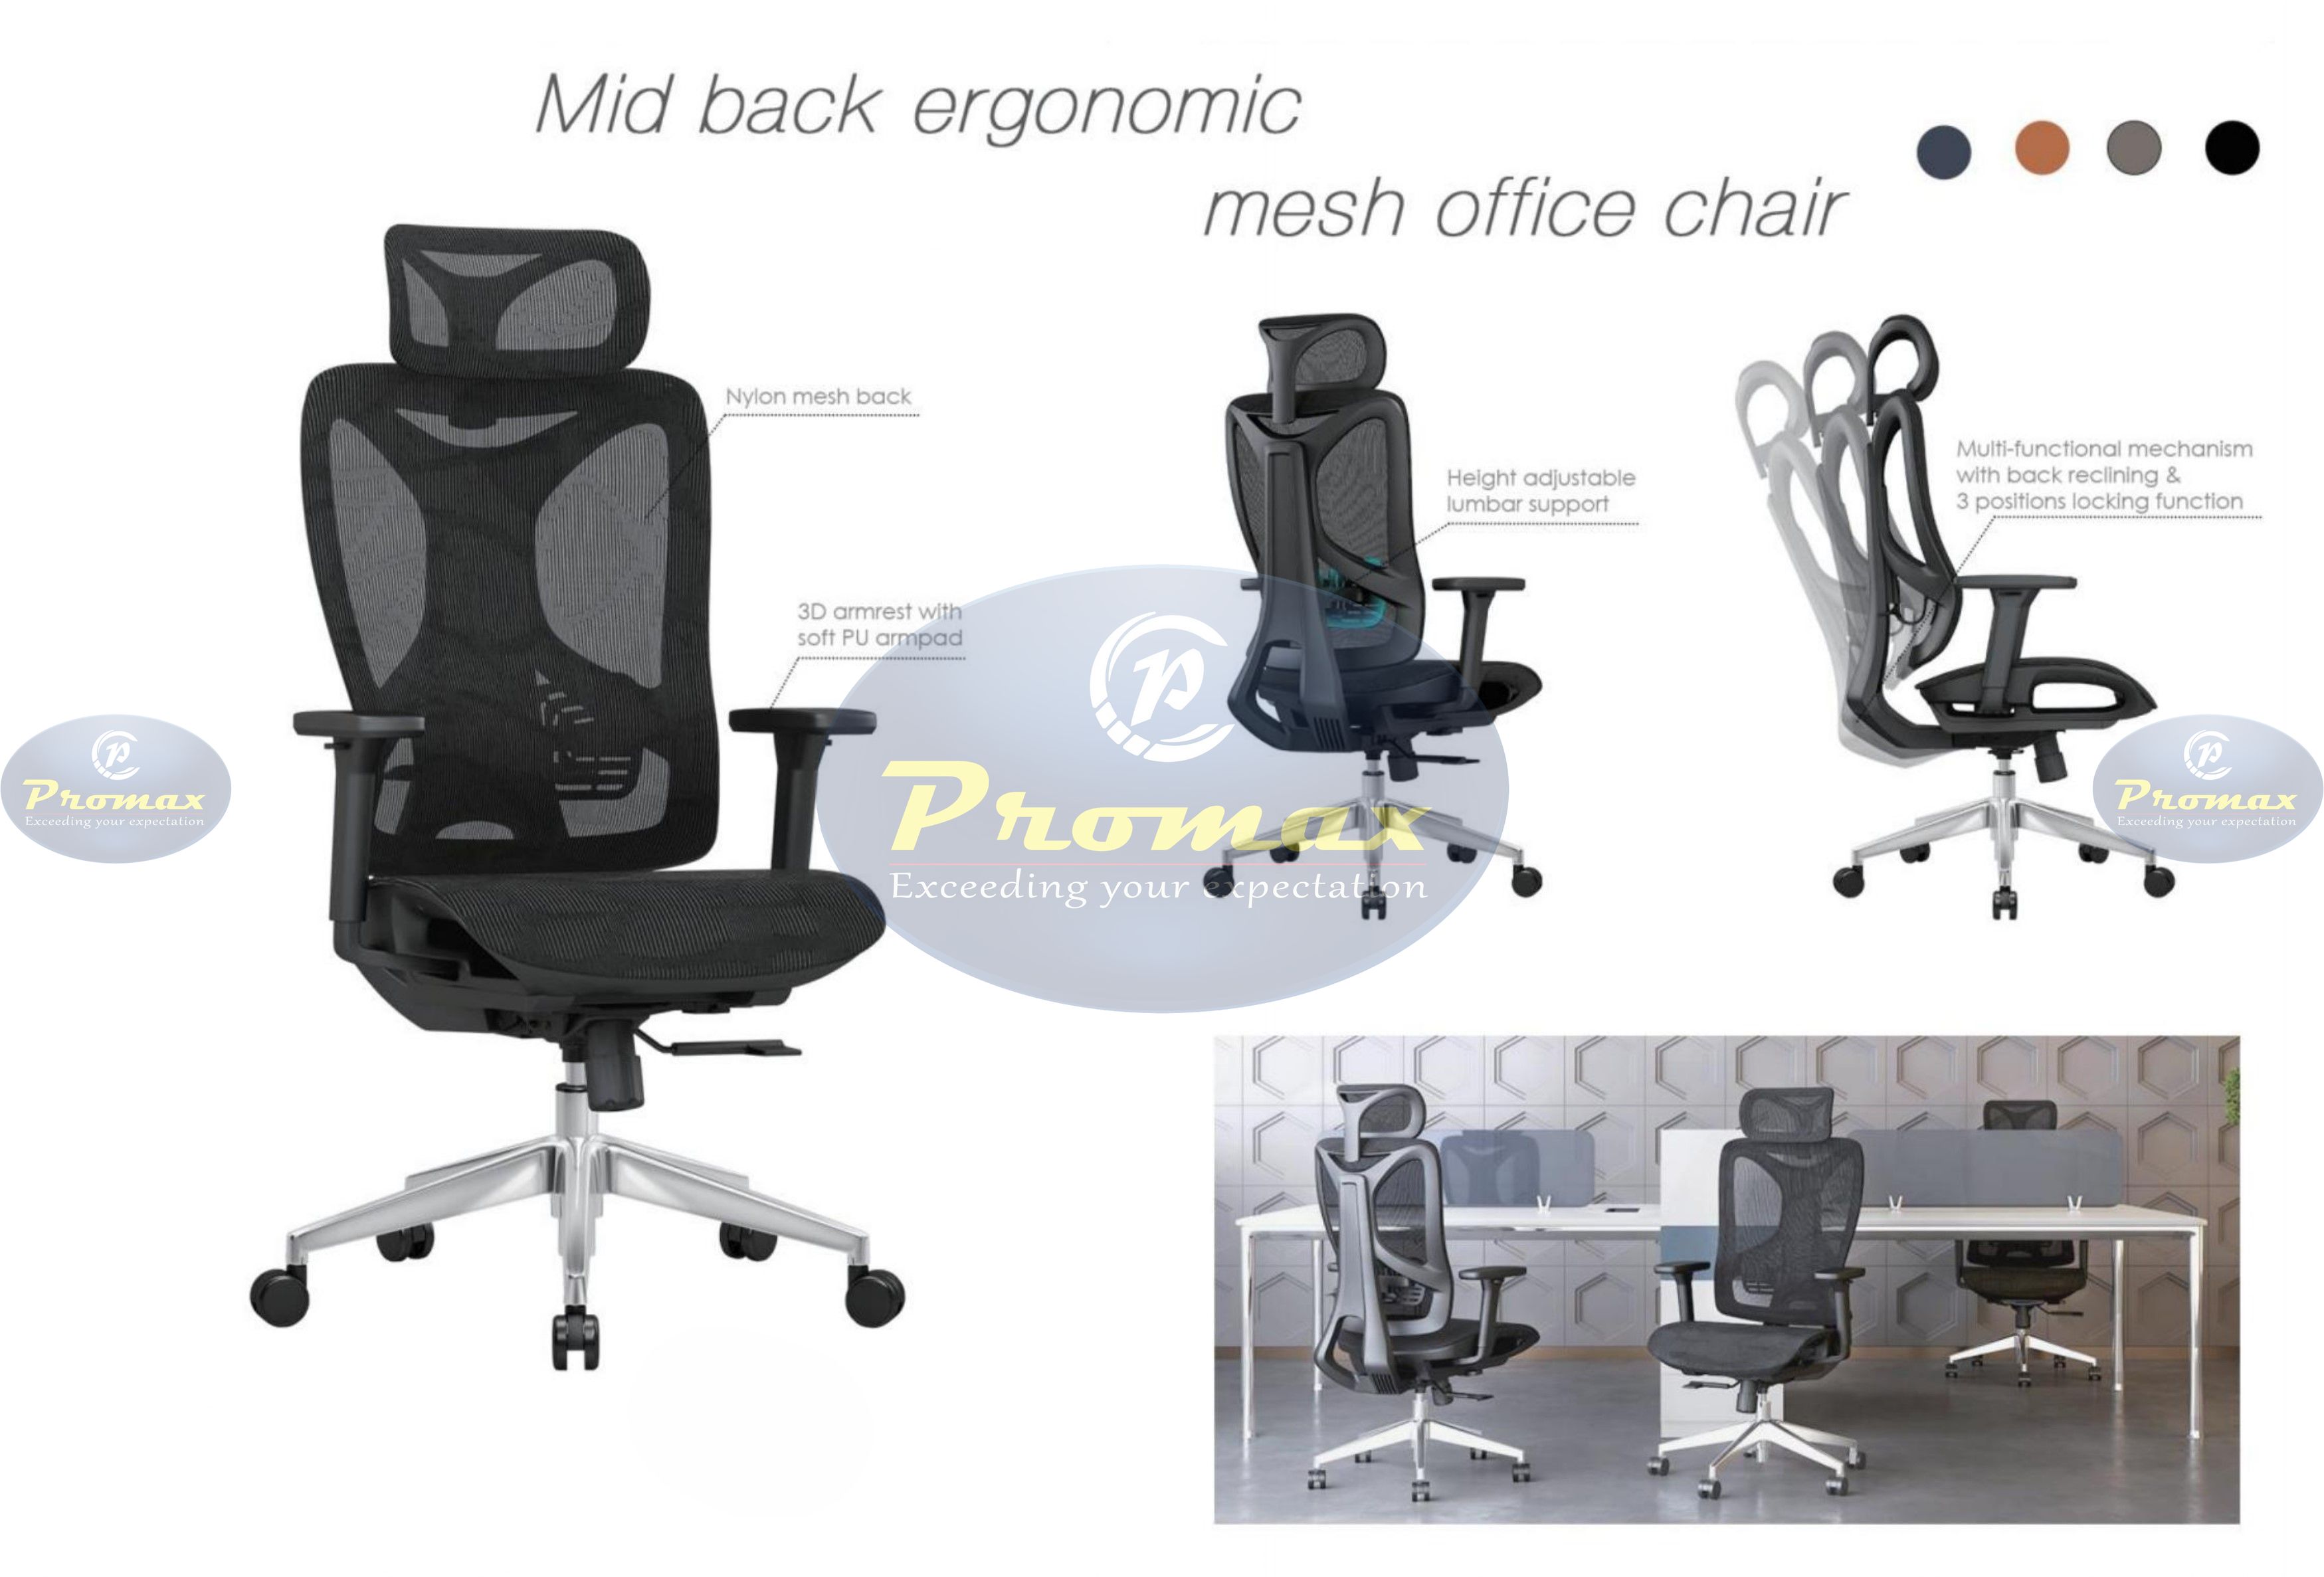 Mid back ergonomic
mesh office chair
Nylon mesh back
3D armrest with
soft PU armpad
Height adjustable
lumbar support
Multi-functional mechanism
with back reclining &
3 positions locking function
Promax
Exceeding your expectation
Promax
Exceeding your expectation
Promax
Exceeding your expectation